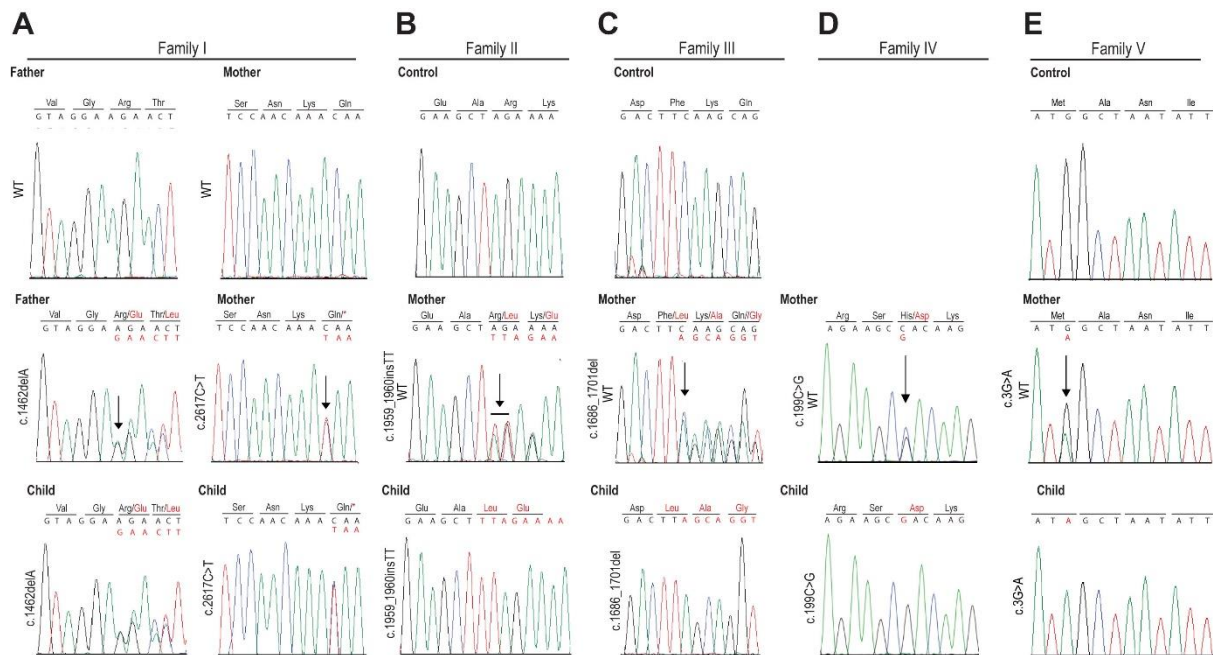 A B C D E
Family I Family II Family III Family IV Family V
Father Mother Control Control Control
Val Gly Arg Thr Ser Asn Lys Gln Glu Ala Arg Lys Asp Phe Lys Gln Met Ala Asn Ile
G T A G G A A G A A C T T C C A A C A A A C A A G A A G C T A G A A A A G A C T T C A A G C A G A T G G C T A A T A T T
WT WT
Father Mother Mother Mother Mother Mother
Val Gly Arg/Glu Thr/Leu Ser Asn Lys Gln/* Glu Ala Arg/Leu Lys/Glu Asp Phe/Leu Lys/Ala Gln//Gly Arg Ser His/Asp Lys Met Ala Asn Ile
G T A G G A A G A A C T T C C A A C A A A C A A G A A G C T A G A A A A G A C T T C A A G C A G A G A A G C C A C A A G A T G G C T A A T A T T
G A A C T T T A A T T A G A A A G C A G G T G A
c.1462delA c.2617C>T c.1959_1960insTT WT c.1686_1701del WT c.199C>G WT c.3G>A WT
Child Child Child Child Child Child
Val Gly Arg/Glu Thr/Leu Ser Asn Lys Gln/* Glu Ala Leu Glu Asp Leu Ala Gly Arg Ser Asp Lys Ala Asn Ile
G T A G G A A G A A C T T C C A A C A A A C A A G A A G C T T T A G A A A A G A C T T A G C A G G T A G A A G C G A C A A G A T A G C T A A T A T T
G A A C T T T A A
c.1462delA c.2617C>T c.1959_1960insTT c.1686_1701del c.199C>G c.3G>A